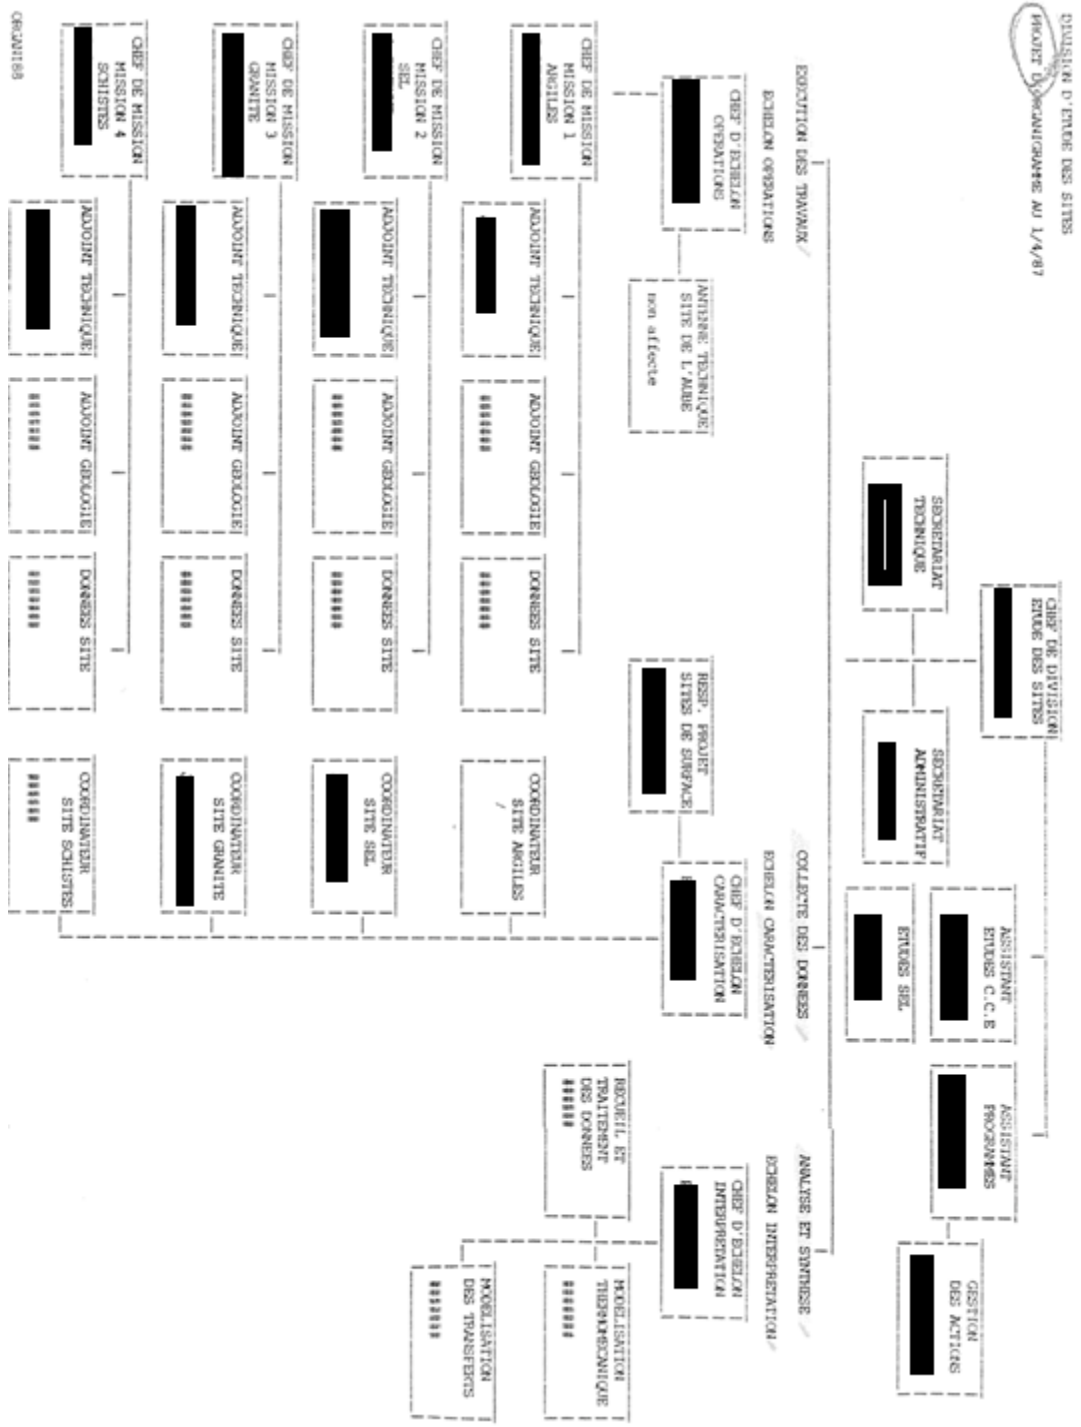 DIVISION D'ETUDE DES SITES
PROJET D'ORGANIGRAMME AU 1/4/87
CHEF DE DIVISION
ETUDE DES SITES
ASSISTANT
ETUDES C.C.E
ASSISTANT
PROGRAMMES
GESTION
DES ACTIONS
SECRETARIAT
TECHNIQUE
SECRETARIAT
ADMINISTRATIF
ETUDES SEL
EXECUTION DES TRAVAUX
COLLECTE DES DONNEES
ANALYSE ET SYNTHESE
ECHELON OPERATIONS
ECHELON CARACTERISATION
ECHELON INTERPRETATION
CHEF D'ECHELON
OPERATIONS
CHEF D'ECHELON
CARACTERISATION
CHEF D'ECHELON
INTERPRETATION
ANTENNE TECHNIQUE
SITE DE L'AUBE
non affecte
RESP. PROJET
SITES DE SURFACE
RECUEIL ET
TRAITEMENT
DES DONNEES
######
MODELISATION
THERMOMECANIQUE
#######
CHEF DE MISSION
MISSION 1
ARGILES
ADJOINT TECHNIQUE
ADJOINT GEOLOGIE
#######
DONNEES SITE
#######
COORDINATEUR
SITE ARGILES
MODELISATION
DES TRANSFERTS
#######
CHEF DE MISSION
MISSION 2
SEL
ADJOINT TECHNIQUE
ADJOINT GEOLOGIE
#######
DONNEES SITE
#######
COORDINATEUR
SITE SEL
CHEF DE MISSION
MISSION 3
GRANITE
ADJOINT TECHNIQUE
ADJOINT GEOLOGIE
#######
DONNEES SITE
#######
COORDINATEUR
SITE GRANITE
CHEF DE MISSION
MISSION 4
SCHISTES
ADJOINT TECHNIQUE
ADJOINT GEOLOGIE
#######
DONNEES SITE
#######
COORDINATEUR
SITE SCHISTES
######
ORGANI88